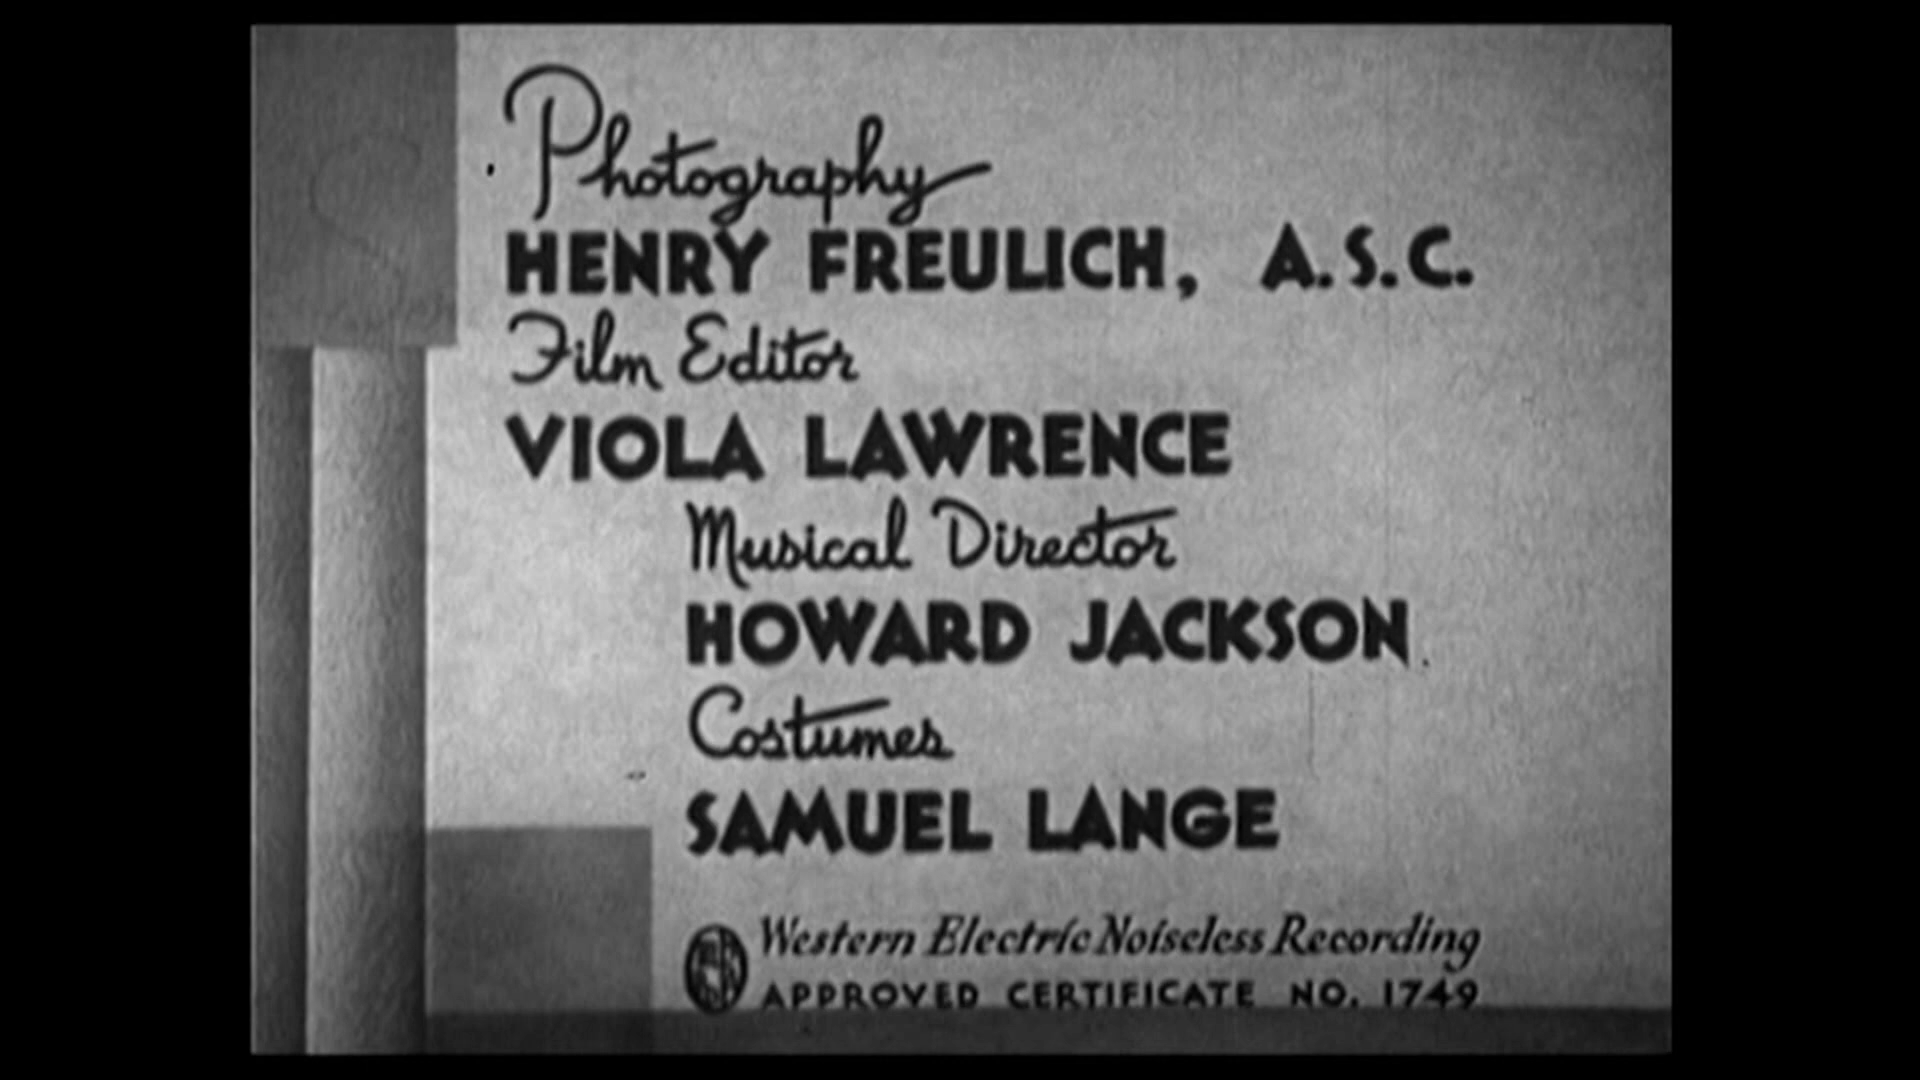 Photography
HENRY FREULICH, A.S.C.
Film Editor
VIOLA LAWRENCE
Musical Director
HOWARD JACKSON
Costumes
SAMUEL LANGE
Western Electric Noiseless Recording
APPROVED CERTIFICATE NO. 1749